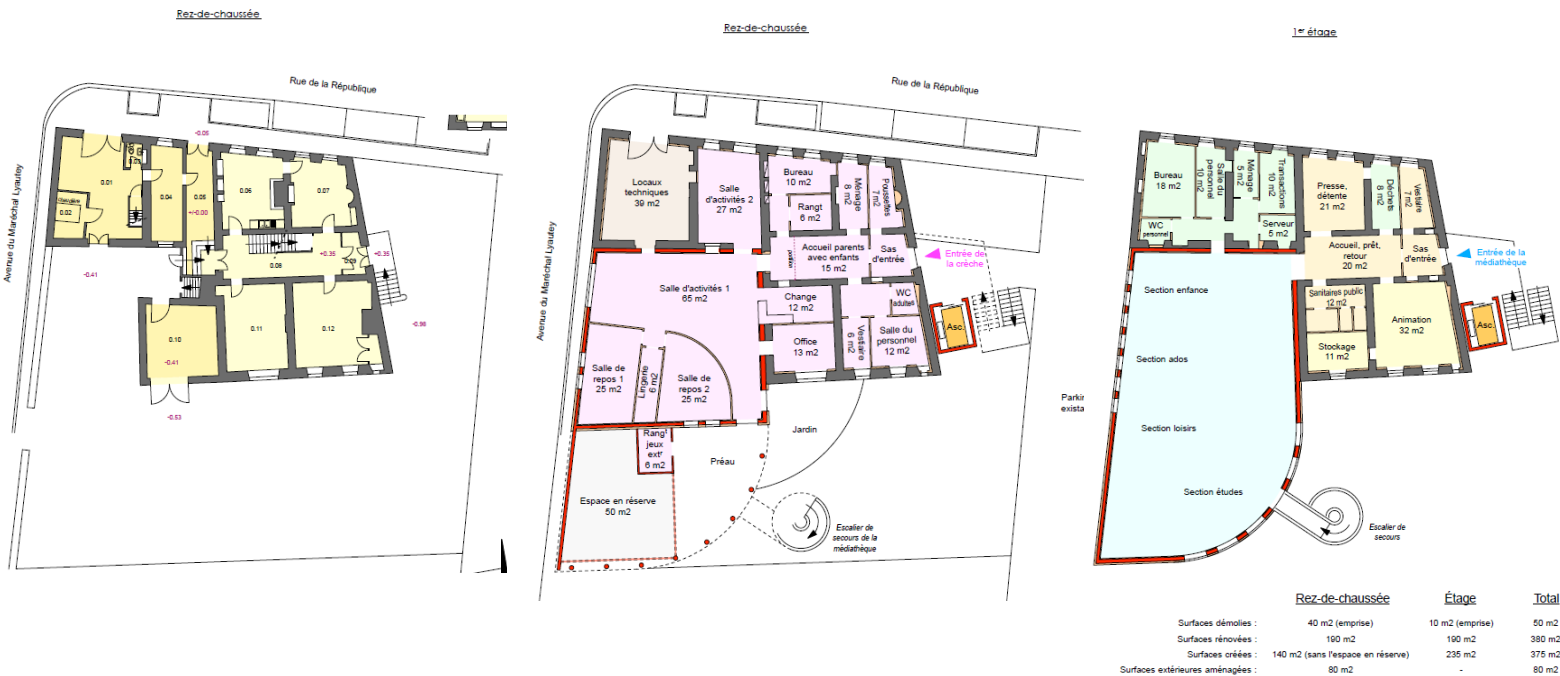 Rez-de-chaussée
Rue de la République
Avenue du Maréchal Lyautey
-0.05
0.01
0.02
0.03
0.04
0.05
+/-0.00
0.06
0.07
0.08
+0.35
0.09
+0.35
-0.41
-0.98
0.10
-0.41
0.11
0.12
-0.53
Rez-de-chaussée
Rue de la République
Avenue du Maréchal Lyautey
Locaux
techniques
39 m2
Salle
d'activités 2
27 m2
Bureau
10 m2
Rangt
6 m2
Ménage
8 m2
Poussettes
7 m2
Accueil parents
avec enfants
15 m2
Sas
d'entrée
Entrée de
la crèche
Salle d'activités 1
65 m2
Change
12 m2
WC
adultes
Office
13 m2
Vestiaire
6 m2
Salle du
personnel
12 m2
Asc.
Salle de
repos 1
25 m2
Lingerie
6 m2
Salle de
repos 2
25 m2
Rangt
jeux
extr
6 m2
Préau
Jardin
Espace en réserve
50 m2
Escalier de
secours de la
médiathèque
Parkin
exista
1er étage
Bureau
18 m2
WC
personnel
Salle du
personnel
10 m2
Ménage
5 m2
Transactions
10 m2
Serveur
5 m2
Presse,
détente
21 m2
Déchets
8 m2
Vestiaire
7 m2
Accueil, prêt,
retour
20 m2
Sas
d'entrée
Entrée de la
médiathèque
Section enfance
Sanitaires public
12 m2
Animation
32 m2
Stockage
11 m2
Asc.
Section ados
Section loisirs
Section études
Escalier de
secours
Rez-de-chaussée Étage Total
Surfaces démolies : 40 m2 (emprise) 10 m2 (emprise) 50 m2
Surfaces rénovées : 190 m2 190 m2 380 m2
Surfaces créées : 140 m2 (sans l'espace en réserve) 235 m2 375 m2
Surfaces extérieures aménagées : 80 m2 - 80 m2